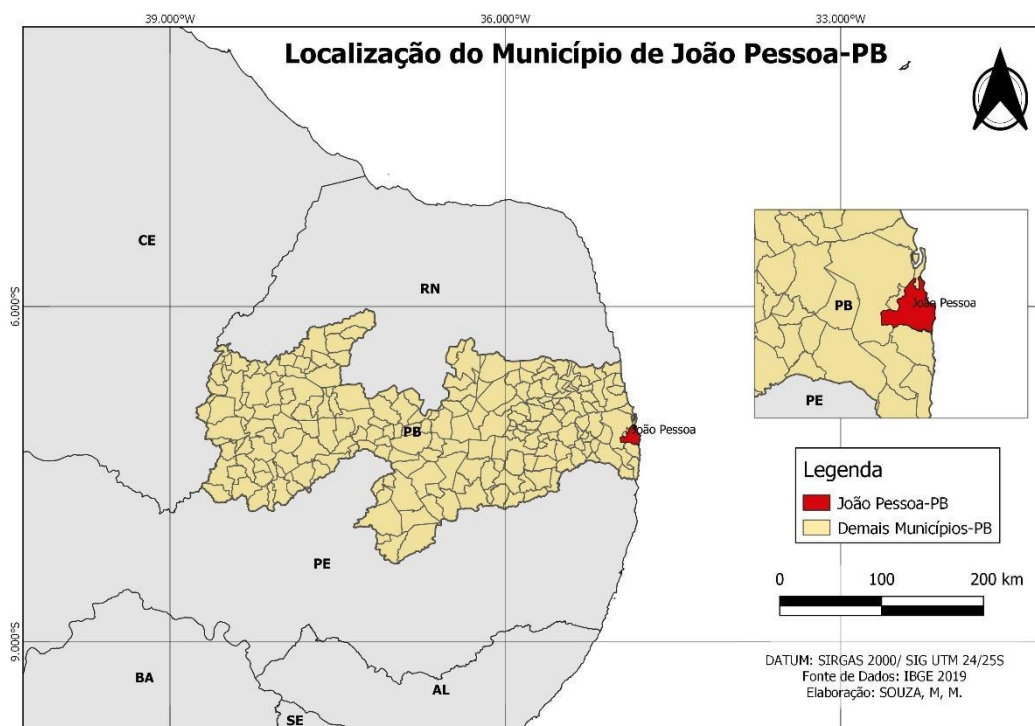 39.000°W
36.000°W
33.000°W
Localização do Município de João Pessoa-PB
CE
RN
6.000°S
PB
João Pessoa
PE
PB
João Pessoa
Legenda
João Pessoa-PB
Demais Municípios-PB
0 100 200 km
PE
9.000°S
BA
AL
SE
DATUM: SIRGAS 2000/ SIG UTM 24/25S
Fonte de Dados: IBGE 2019
Elaboração: SOUZA, M, M.